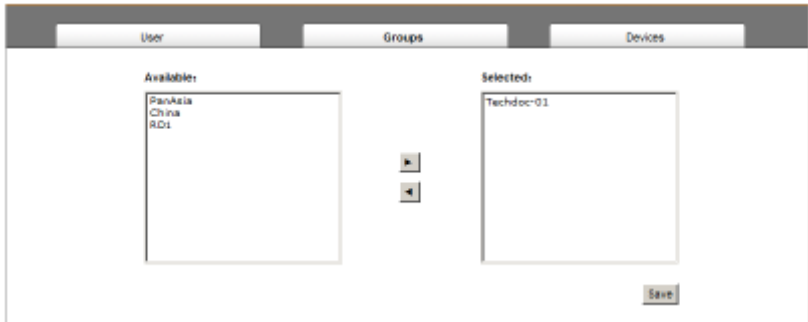 User Groups Devices
Available: Selected:
PanAsia
China
RD1
Techdoc-01
Save